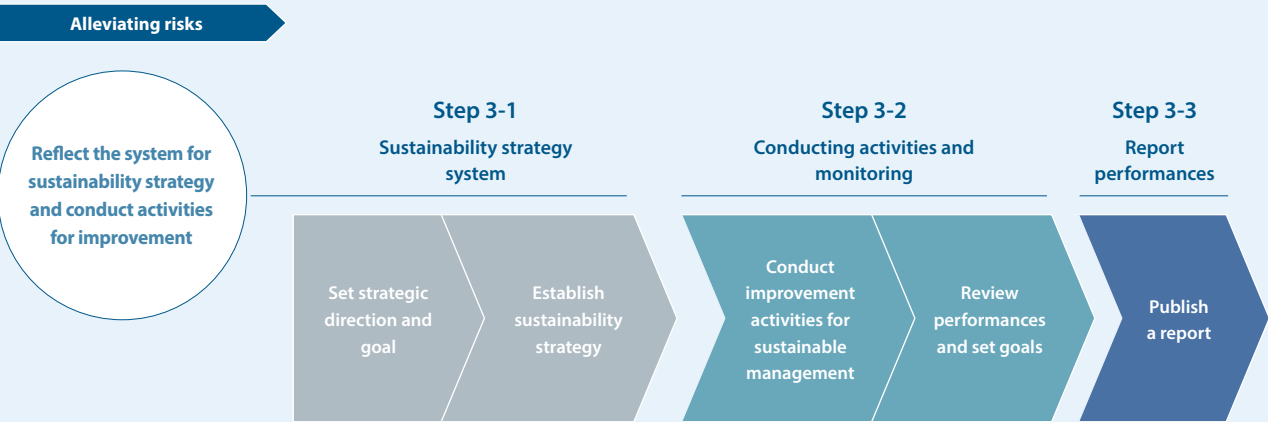 Alleviating risks
Reflect the system for
sustainability strategy
and conduct activities
for improvement
Step 3-1
Sustainability strategy
system
Set strategic
direction and
goal
Establish
sustainability
strategy
Step 3-2
Conducting activities and
monitoring
Conduct
improvement
activities for
sustainable
management
Review
performances
and set goals
Step 3-3
Report
performances
Publish
a report